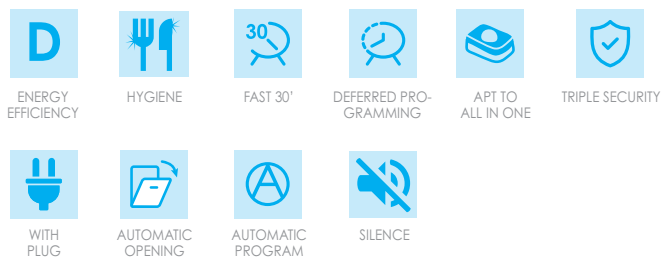 D
30
ENERGY
EFFICIENCY
HYGIENE
FAST 30’
DEFERRED PRO-
GRAMMING
APT TO
ALL IN ONE
TRIPLE SECURITY
A
WITH
PLUG
AUTOMATIC
OPENING
AUTOMATIC
PROGRAM
SILENCE